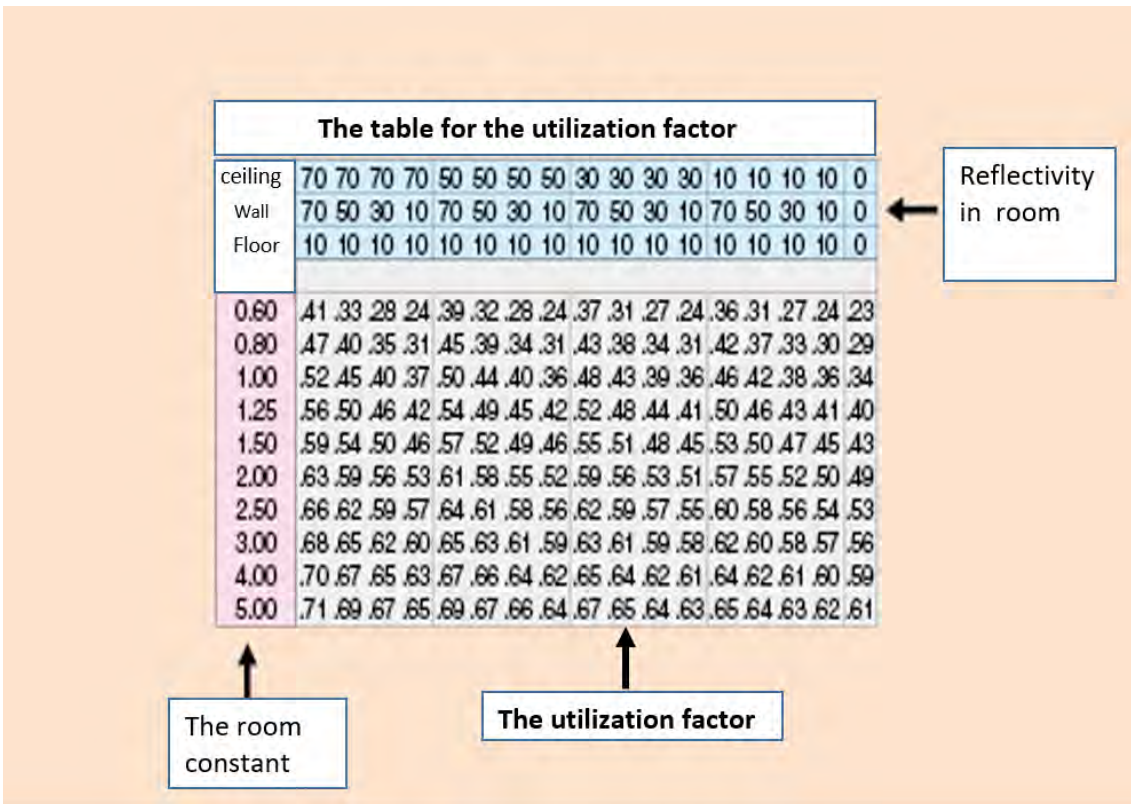 The table for the utilization factor
ceiling 70 70 70 70 50 50 50 50 30 30 30 30 10 10 10 10 0
Wall 70 50 30 10 70 50 30 10 70 50 30 10 70 50 30 10 0
Floor 10 10 10 10 10 10 10 10 10 10 10 10 10 10 10 10 0
Reflectivity
in room
0.60 .41 .33 .28 .24 .39 .32 .28 .24 .37 .31 .27 .24 .36 .31 .27 .24 .23
0.80 .47 .40 .35 .31 .45 .39 .34 .31 .43 .38 .34 .31 .42 .37 .33 .30 .29
1.00 .52 .45 .40 .37 .50 .44 .40 .36 .48 .43 .39 .36 .46 .42 .38 .36 .34
1.25 .56 .50 .46 .42 .54 .49 .45 .42 .52 .48 .44 .41 .50 .46 .43 .41 .40
1.50 .59 .54 .50 .46 .57 .52 .49 .46 .55 .51 .48 .45 .53 .50 .47 .45 .43
2.00 .63 .59 .56 .53 .61 .58 .55 .52 .59 .56 .53 .51 .57 .55 .52 .50 .49
2.50 .66 .62 .59 .57 .64 .61 .58 .56 .62 .59 .57 .55 .60 .58 .56 .54 .53
3.00 .68 .65 .62 .60 .65 .63 .61 .59 .63 .61 .59 .58 .62 .60 .58 .57 .56
4.00 .70 .67 .65 .63 .67 .66 .64 .62 .65 .64 .62 .61 .64 .62 .61 .60 .59
5.00 .71 .69 .67 .65 .69 .67 .66 .64 .67 .65 .64 .63 .65 .64 .63 .62 .61
The room
constant
The utilization factor